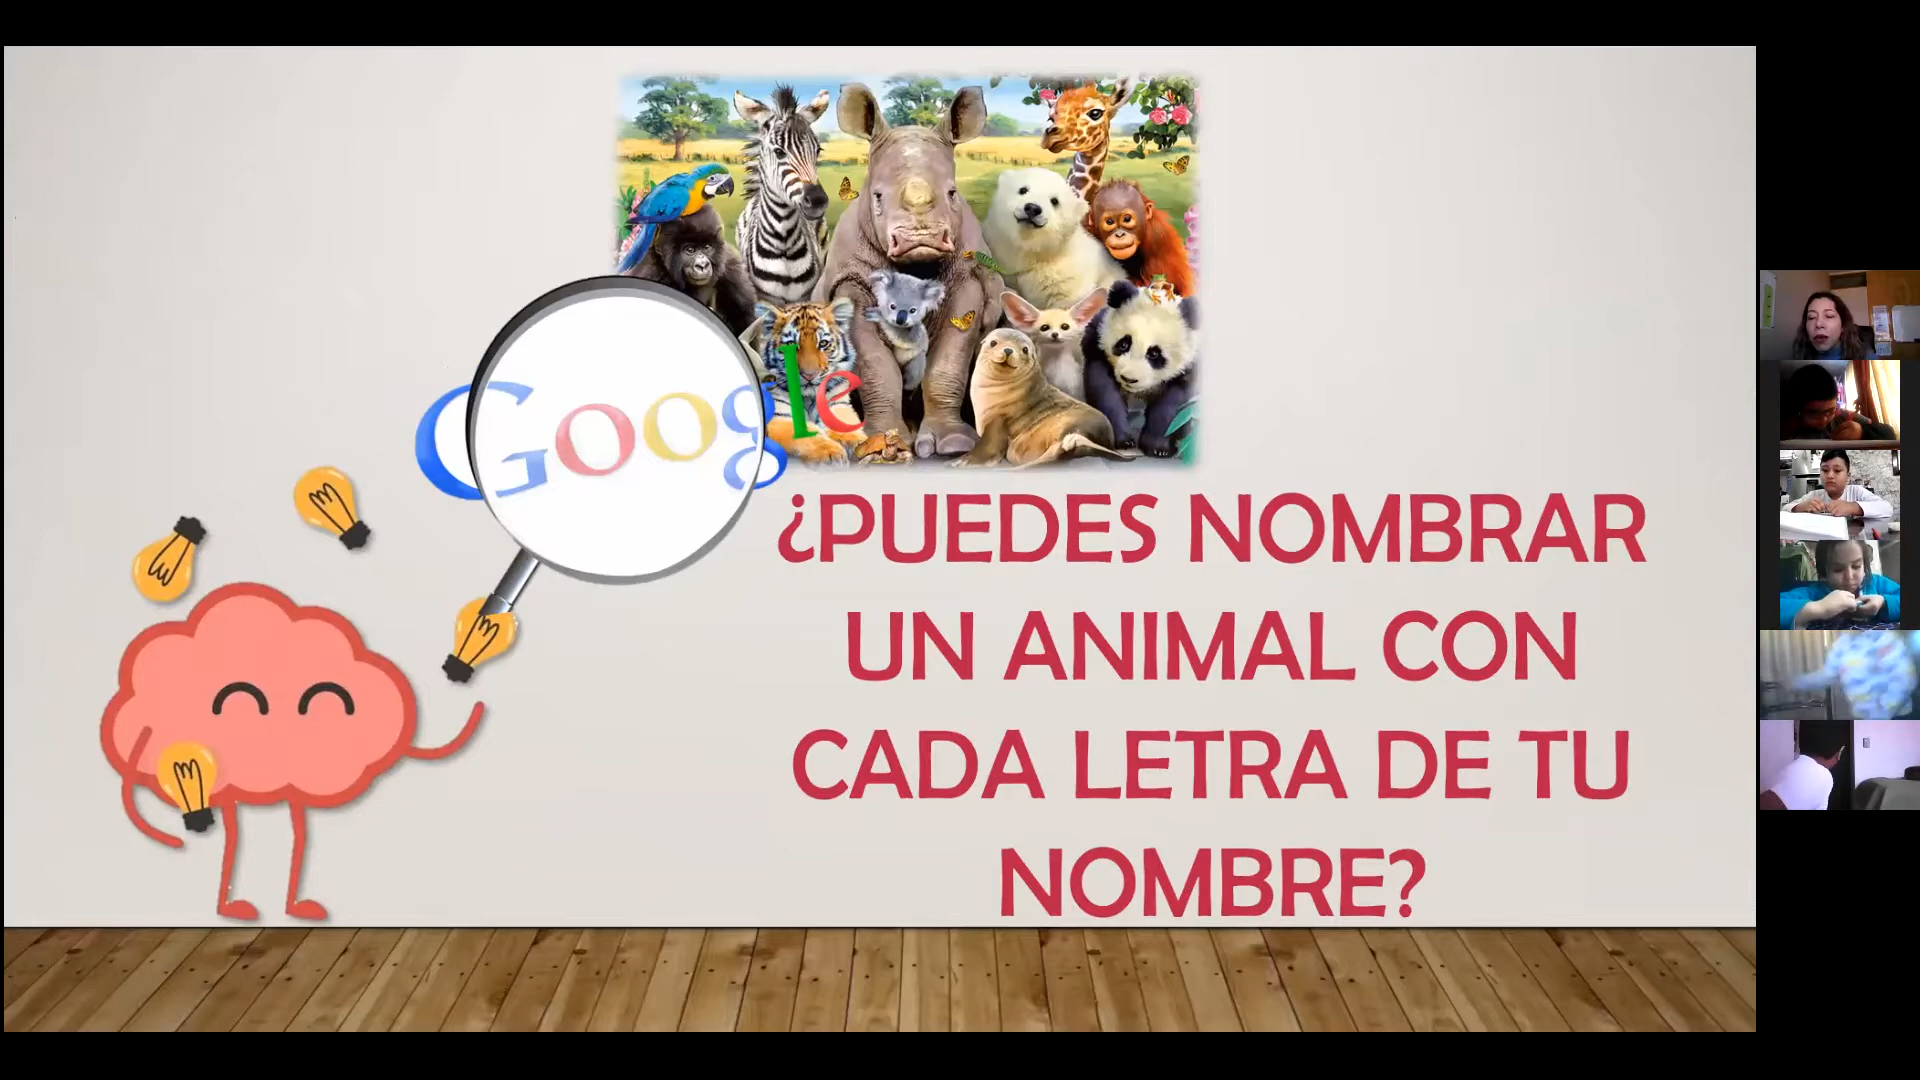 Google
¿PUEDES NOMBRAR
UN ANIMAL CON
CADA LETRA DE TU
NOMBRE?